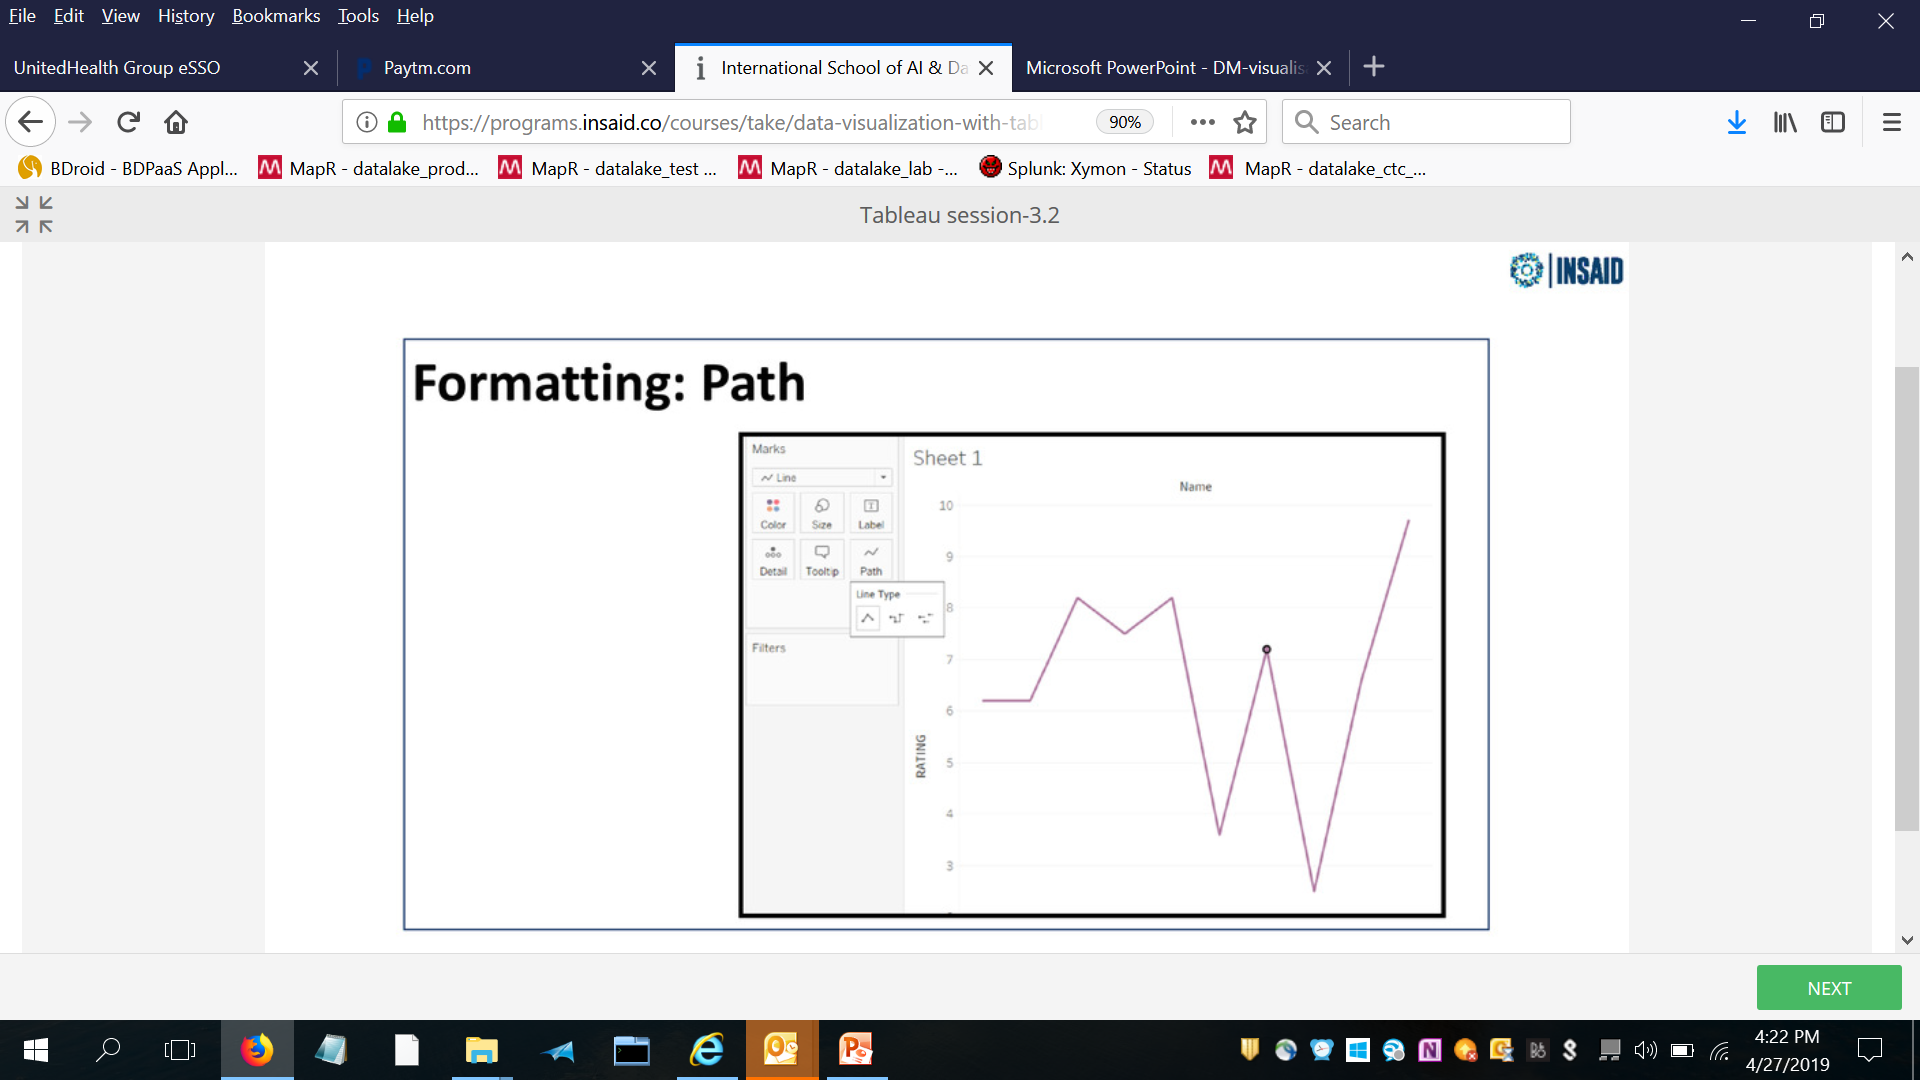 File Edit View History Bookmarks Tools Help
UnitedHealth Group eSSO
Paytm.com
International School of AI & Da
Microsoft PowerPoint - DM-visualis
https://programs.insaid.co/courses/take/data-visualization-with-tabl
90%
Search
BDroid - BDPaaS Appl...
MapR - datalake_prod...
MapR - datalake_test ...
MapR - datalake_lab -...
Splunk: Xymon - Status
MapR - datalake_ctc_...
Tableau session-3.2
INSAID
Formatting: Path
Marks
Line
Color Size Label
Detail Tooltip Path
Line Type
Filters
Sheet 1
Name
10
9
8
7
6
5
4
3
RATING
NEXT
4:22 PM
4/27/2019